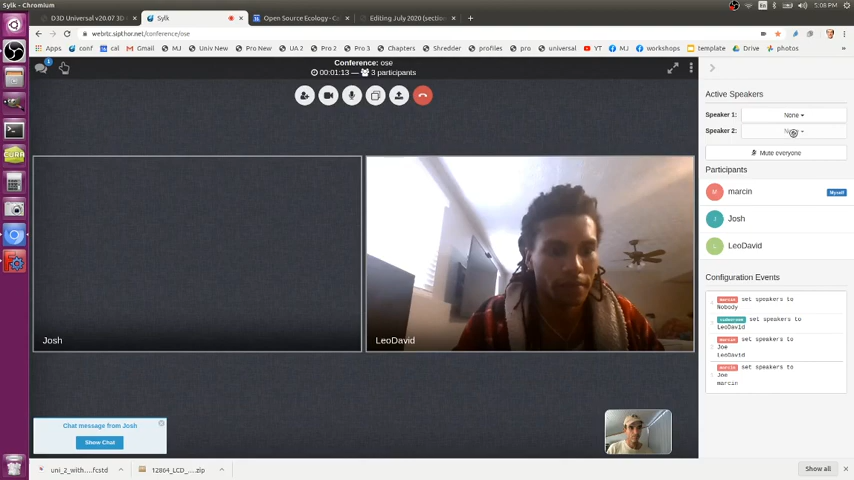 Sylk - Chromium
En
5:08 PM
D3D Universal v20.07 3D
Sylk
Open Source Ecology - C
Editing July 2020 (section
webrtc.sipthor.net/conference/ose
Apps
conf
cal
Gmail
MJ
Univ New
Pro New
UA 2
Pro 2
Pro 3
Chapters
Shredder
profiles
pro
universal
YT
MJ
workshops
template
Drive
photos
1
Conference: ose
00:01:13 — 3 participants
Active Speakers
Speaker 1:
None
Speaker 2:
Mute everyone
Participants
M
marcin
Myself
J
Josh
L
LeoDavid
Configuration Events
marcin set speakers to
Nobody
set speakers to
LeoDavid
marcin set speakers to
Joe
LeoDavid
marcin set speakers to
Joe
marcin
Josh
LeoDavid
Chat message from Josh
Show Chat
uni_2_with....fcstd
12864_LCD_....zip
Show all